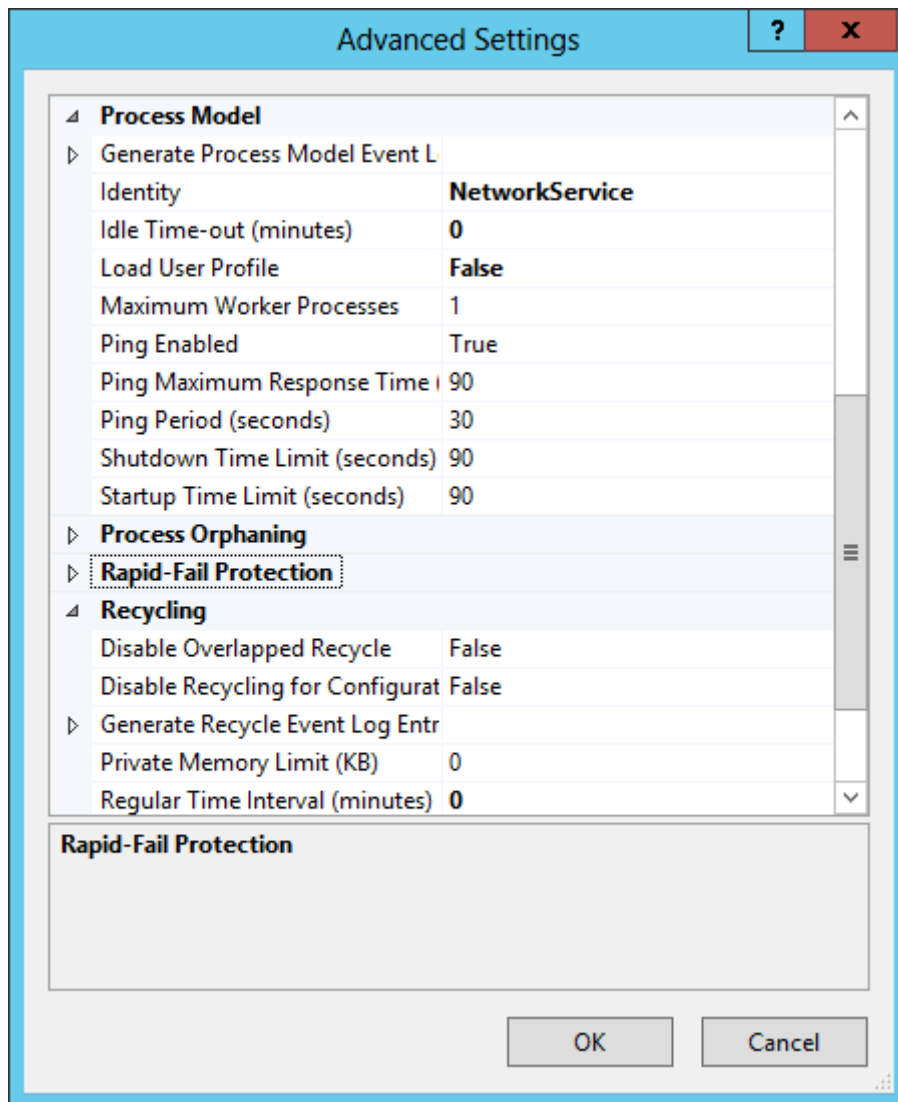 Advanced Settings
?
x
Process Model
Generate Process Model Event L
Identity NetworkService
Idle Time-out (minutes) 0
Load User Profile False
Maximum Worker Processes 1
Ping Enabled True
Ping Maximum Response Time ( 90
Ping Period (seconds) 30
Shutdown Time Limit (seconds) 90
Startup Time Limit (seconds) 90
Process Orphaning
Rapid-Fail Protection
Recycling
Disable Overlapped Recycle False
Disable Recycling for Configurat False
Generate Recycle Event Log Entr
Private Memory Limit (KB) 0
Regular Time Interval (minutes) 0
Rapid-Fail Protection
OK Cancel